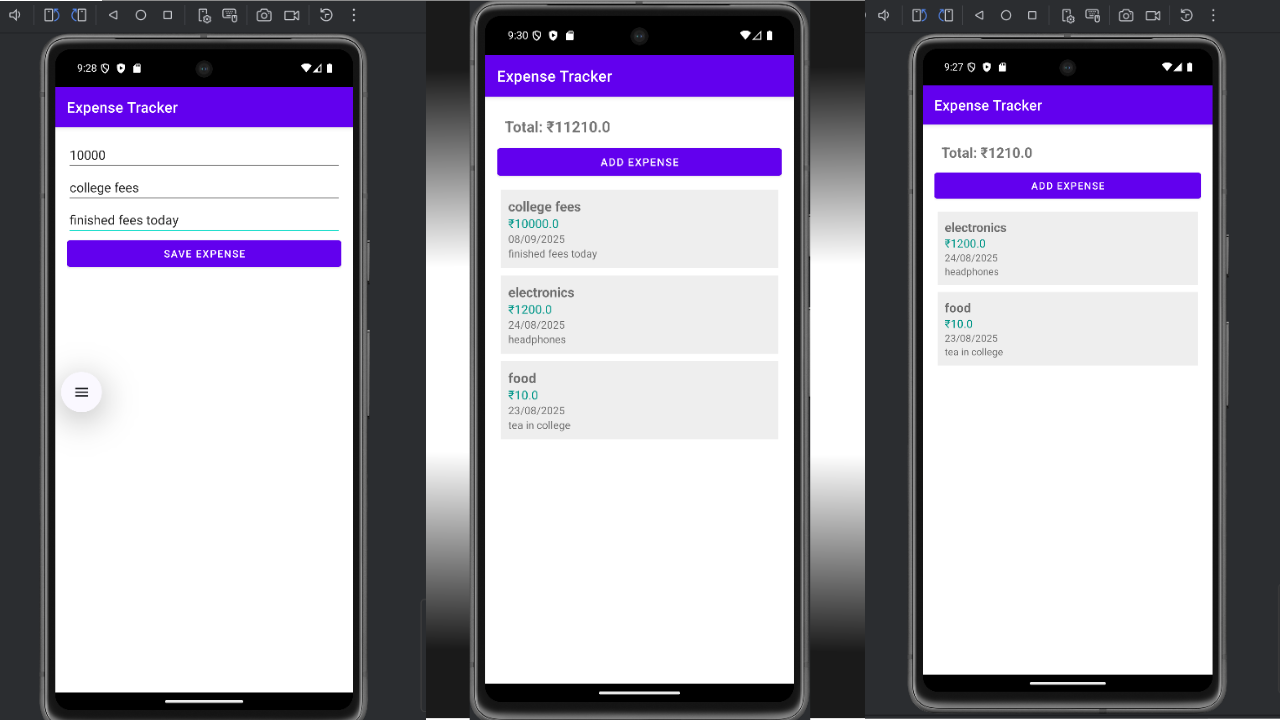 9:28
Expense Tracker
10000
college fees
finished fees today
SAVE EXPENSE
9:30
Expense Tracker
Total: ₹11210.0
ADD EXPENSE
college fees
₹10000.0
08/09/2025
finished fees today
electronics
₹1200.0
24/08/2025
headphones
food
₹10.0
23/08/2025
tea in college
9:27
Expense Tracker
Total: ₹1210.0
ADD EXPENSE
electronics
₹1200.0
24/08/2025
headphones
food
₹10.0
23/08/2025
tea in college